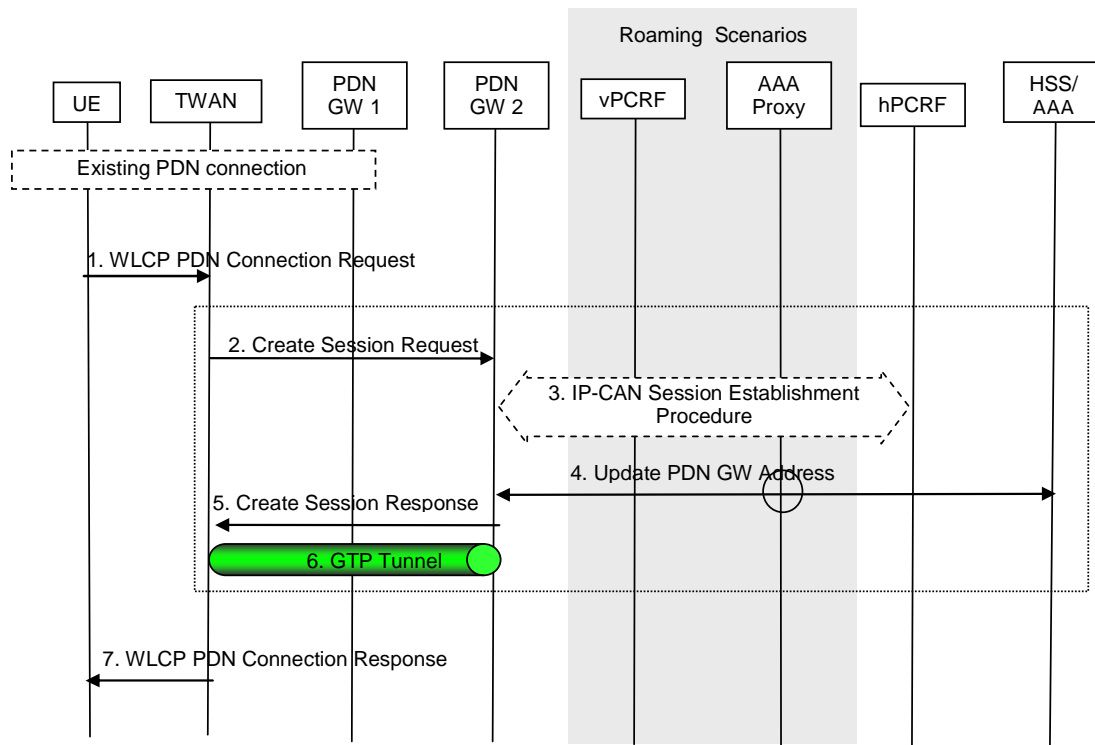 Roaming Scenarios
UE
TWAN
PDN
GW 1
PDN
GW 2
vPCRF
AAA
Proxy
hPCRF
HSS/
AAA
Existing PDN connection
1. WLCP PDN Connection Request
2. Create Session Request
3. IP-CAN Session Establishment
Procedure
4. Update PDN GW Address
5. Create Session Response
6. GTP Tunnel
7. WLCP PDN Connection Response